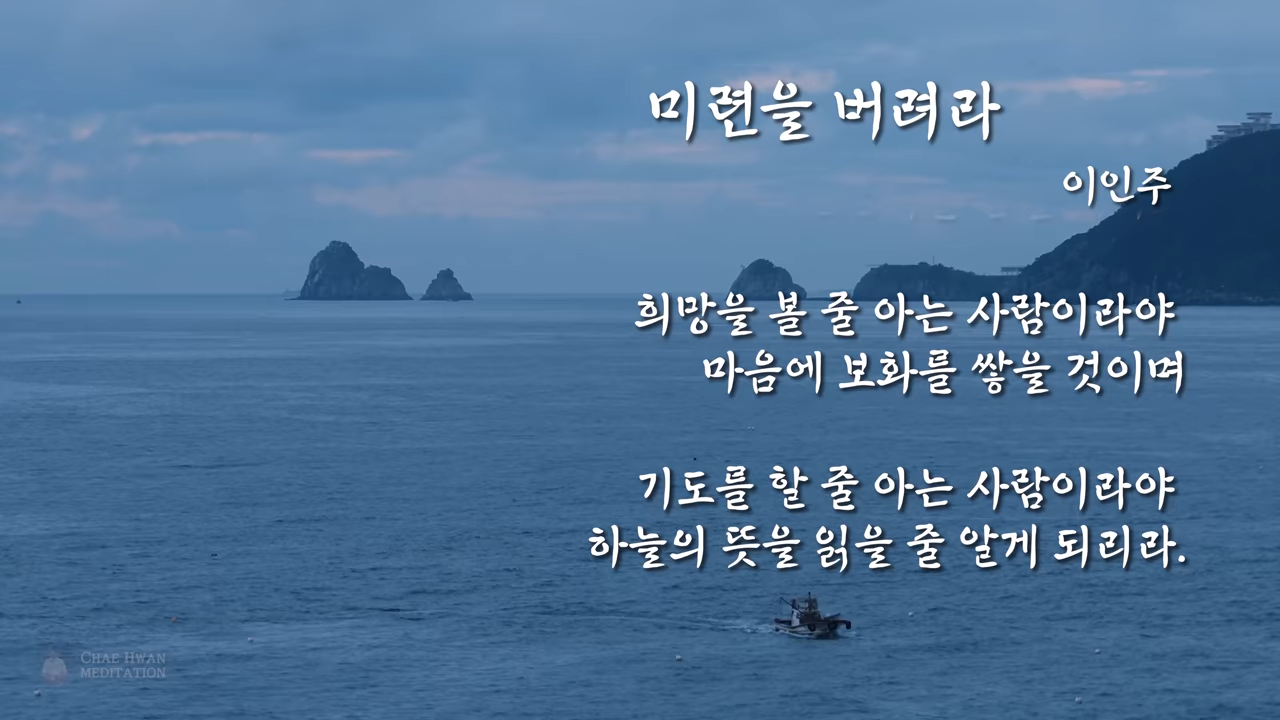 미련을 버려라
이인주
희망을 볼 줄 아는 사람이라야
마음에 보화를 쌓을 것이며
기도를 할 줄 아는 사람이라야
하늘의 뜻을 읽을 줄 알게 되리라.
CHAE HWAN
MEDITATION